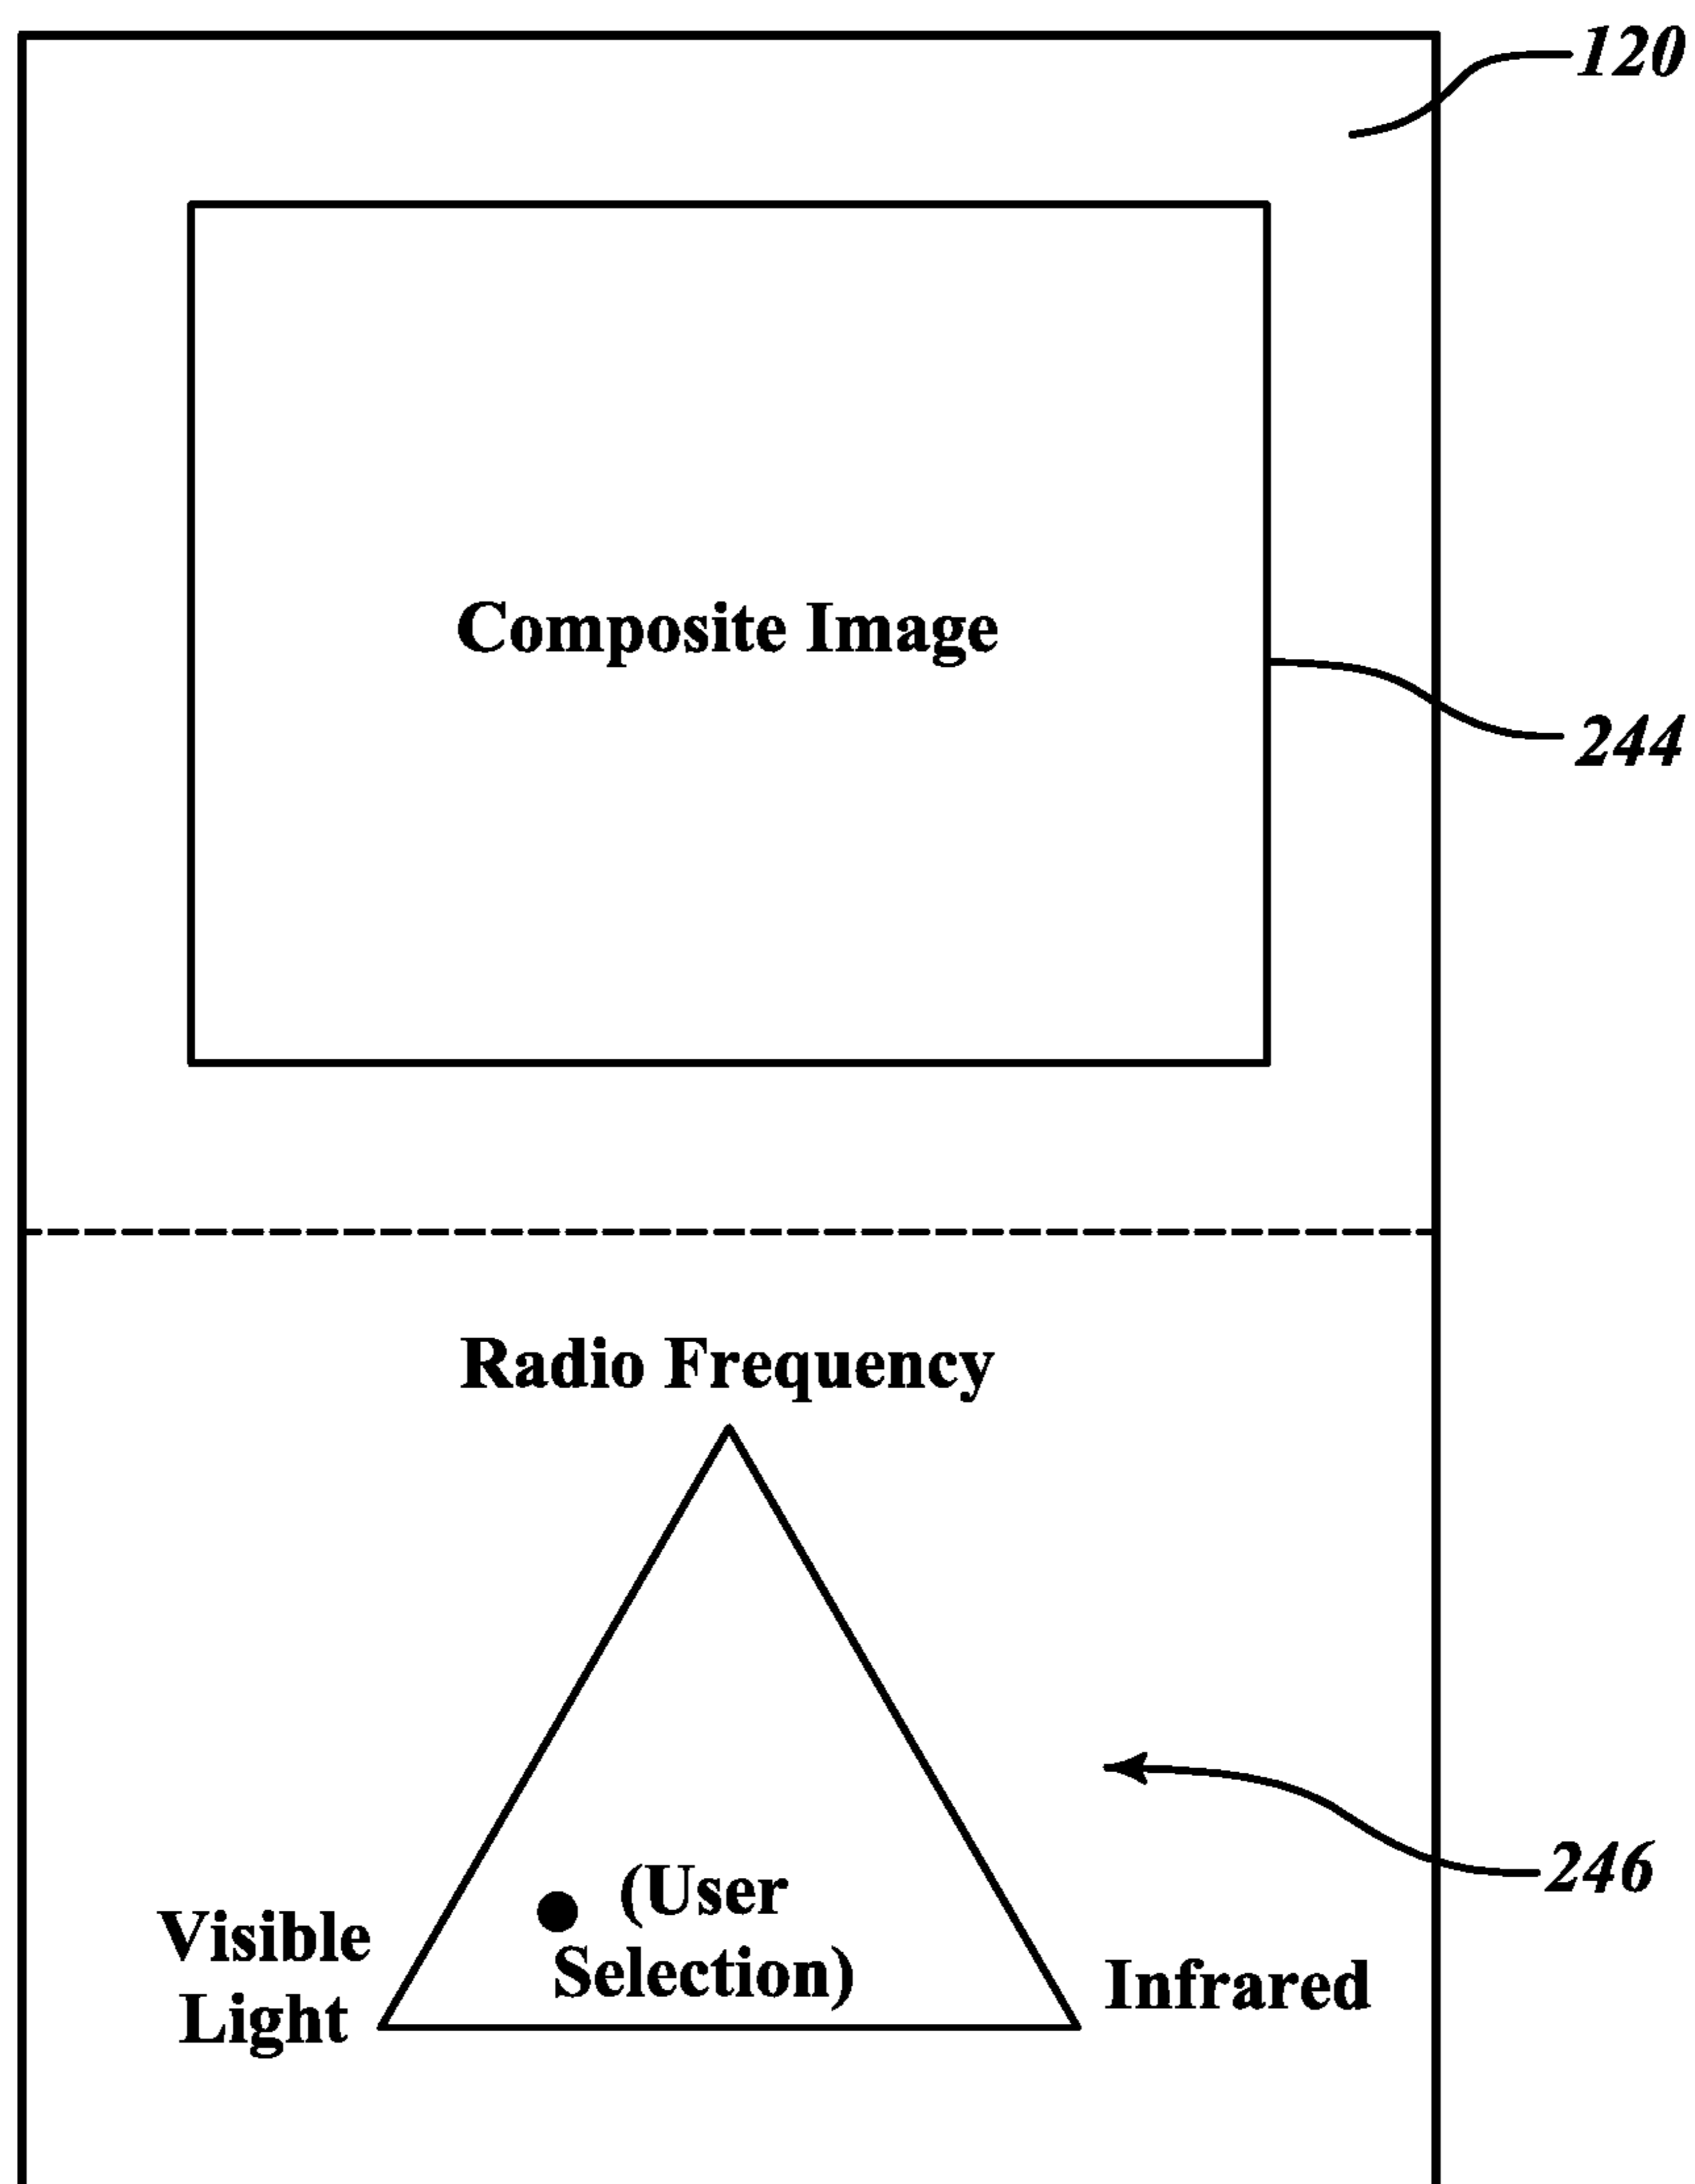 120
Composite Image
244
Radio Frequency
246
(User
Selection)
Visible
Light
Infrared